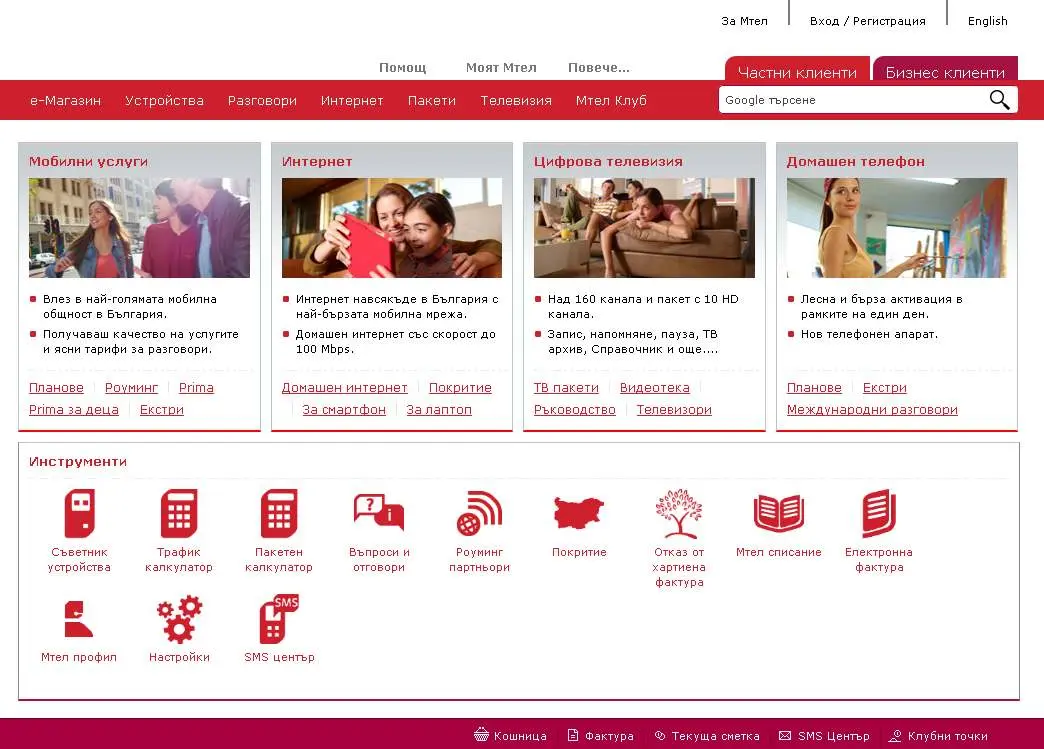 За Мтел
Вход / Регистрация
English
Помощ
Моят Мтел
Повече...
Частни клиенти
Бизнес клиенти
е-Магазин
Устройства
Разговори
Интернет
Пакети
Телевизия
Мтел Клуб
Google търсене
Мобилни услуги
Влез в най-голямата мобилна
общност в България.
Получаваш качество на услугите
и ясни тарифи за разговори.
Планове
Роуминг
Prima
Prima за деца
Екстри
Интернет
Интернет навсякъде в България с
най-бързата мобилна мрежа.
Домашен интернет със скорост до
100 Mbps.
Домашен интернет
Покритие
За смартфон
За лаптоп
Цифрова телевизия
Над 160 канала и пакет с 10 HD
канала.
Запис, напомняне, пауза, ТВ
архив, Справочник и още....
ТВ пакети
Видеотека
Ръководство
Телевизори
Домашен телефон
Лесна и бърза активация в
рамките на един ден.
Нов телефонен апарат.
Планове
Екстри
Международни разговори
Инструменти
Съветник
устройства
Трафик
калкулатор
Пакетен
калкулатор
?
i
Въпроси и
отговори
Роуминг
партньори
Покритие
Отказ от
хартиена
фактура
Мтел списание
Електронна
фактура
Мтел профил
Настройки
SMS
SMS център
Кошница
Фактура
Текуща сметка
SMS Център
Клубни точки